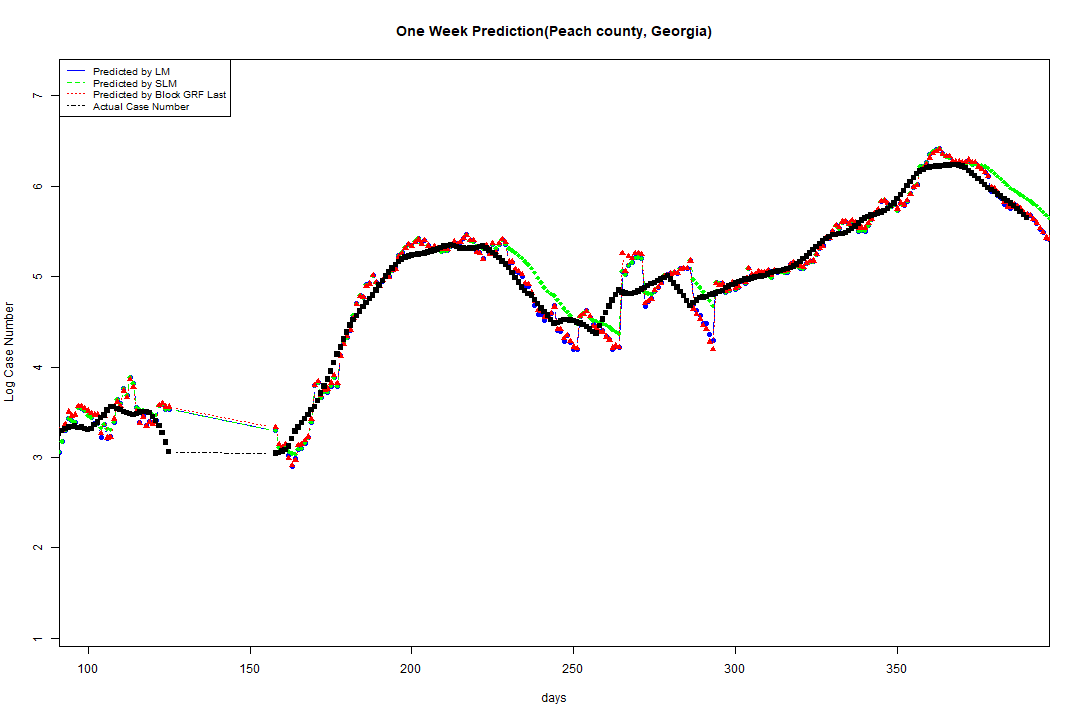 One Week Prediction(Peach county, Georgia)
Predicted by LM
Predicted by SLM
Predicted by Block GRF Last
Actual Case Number
7
6
5
4
3
2
1
Log Case Number
100 150 200 250 300 350
days